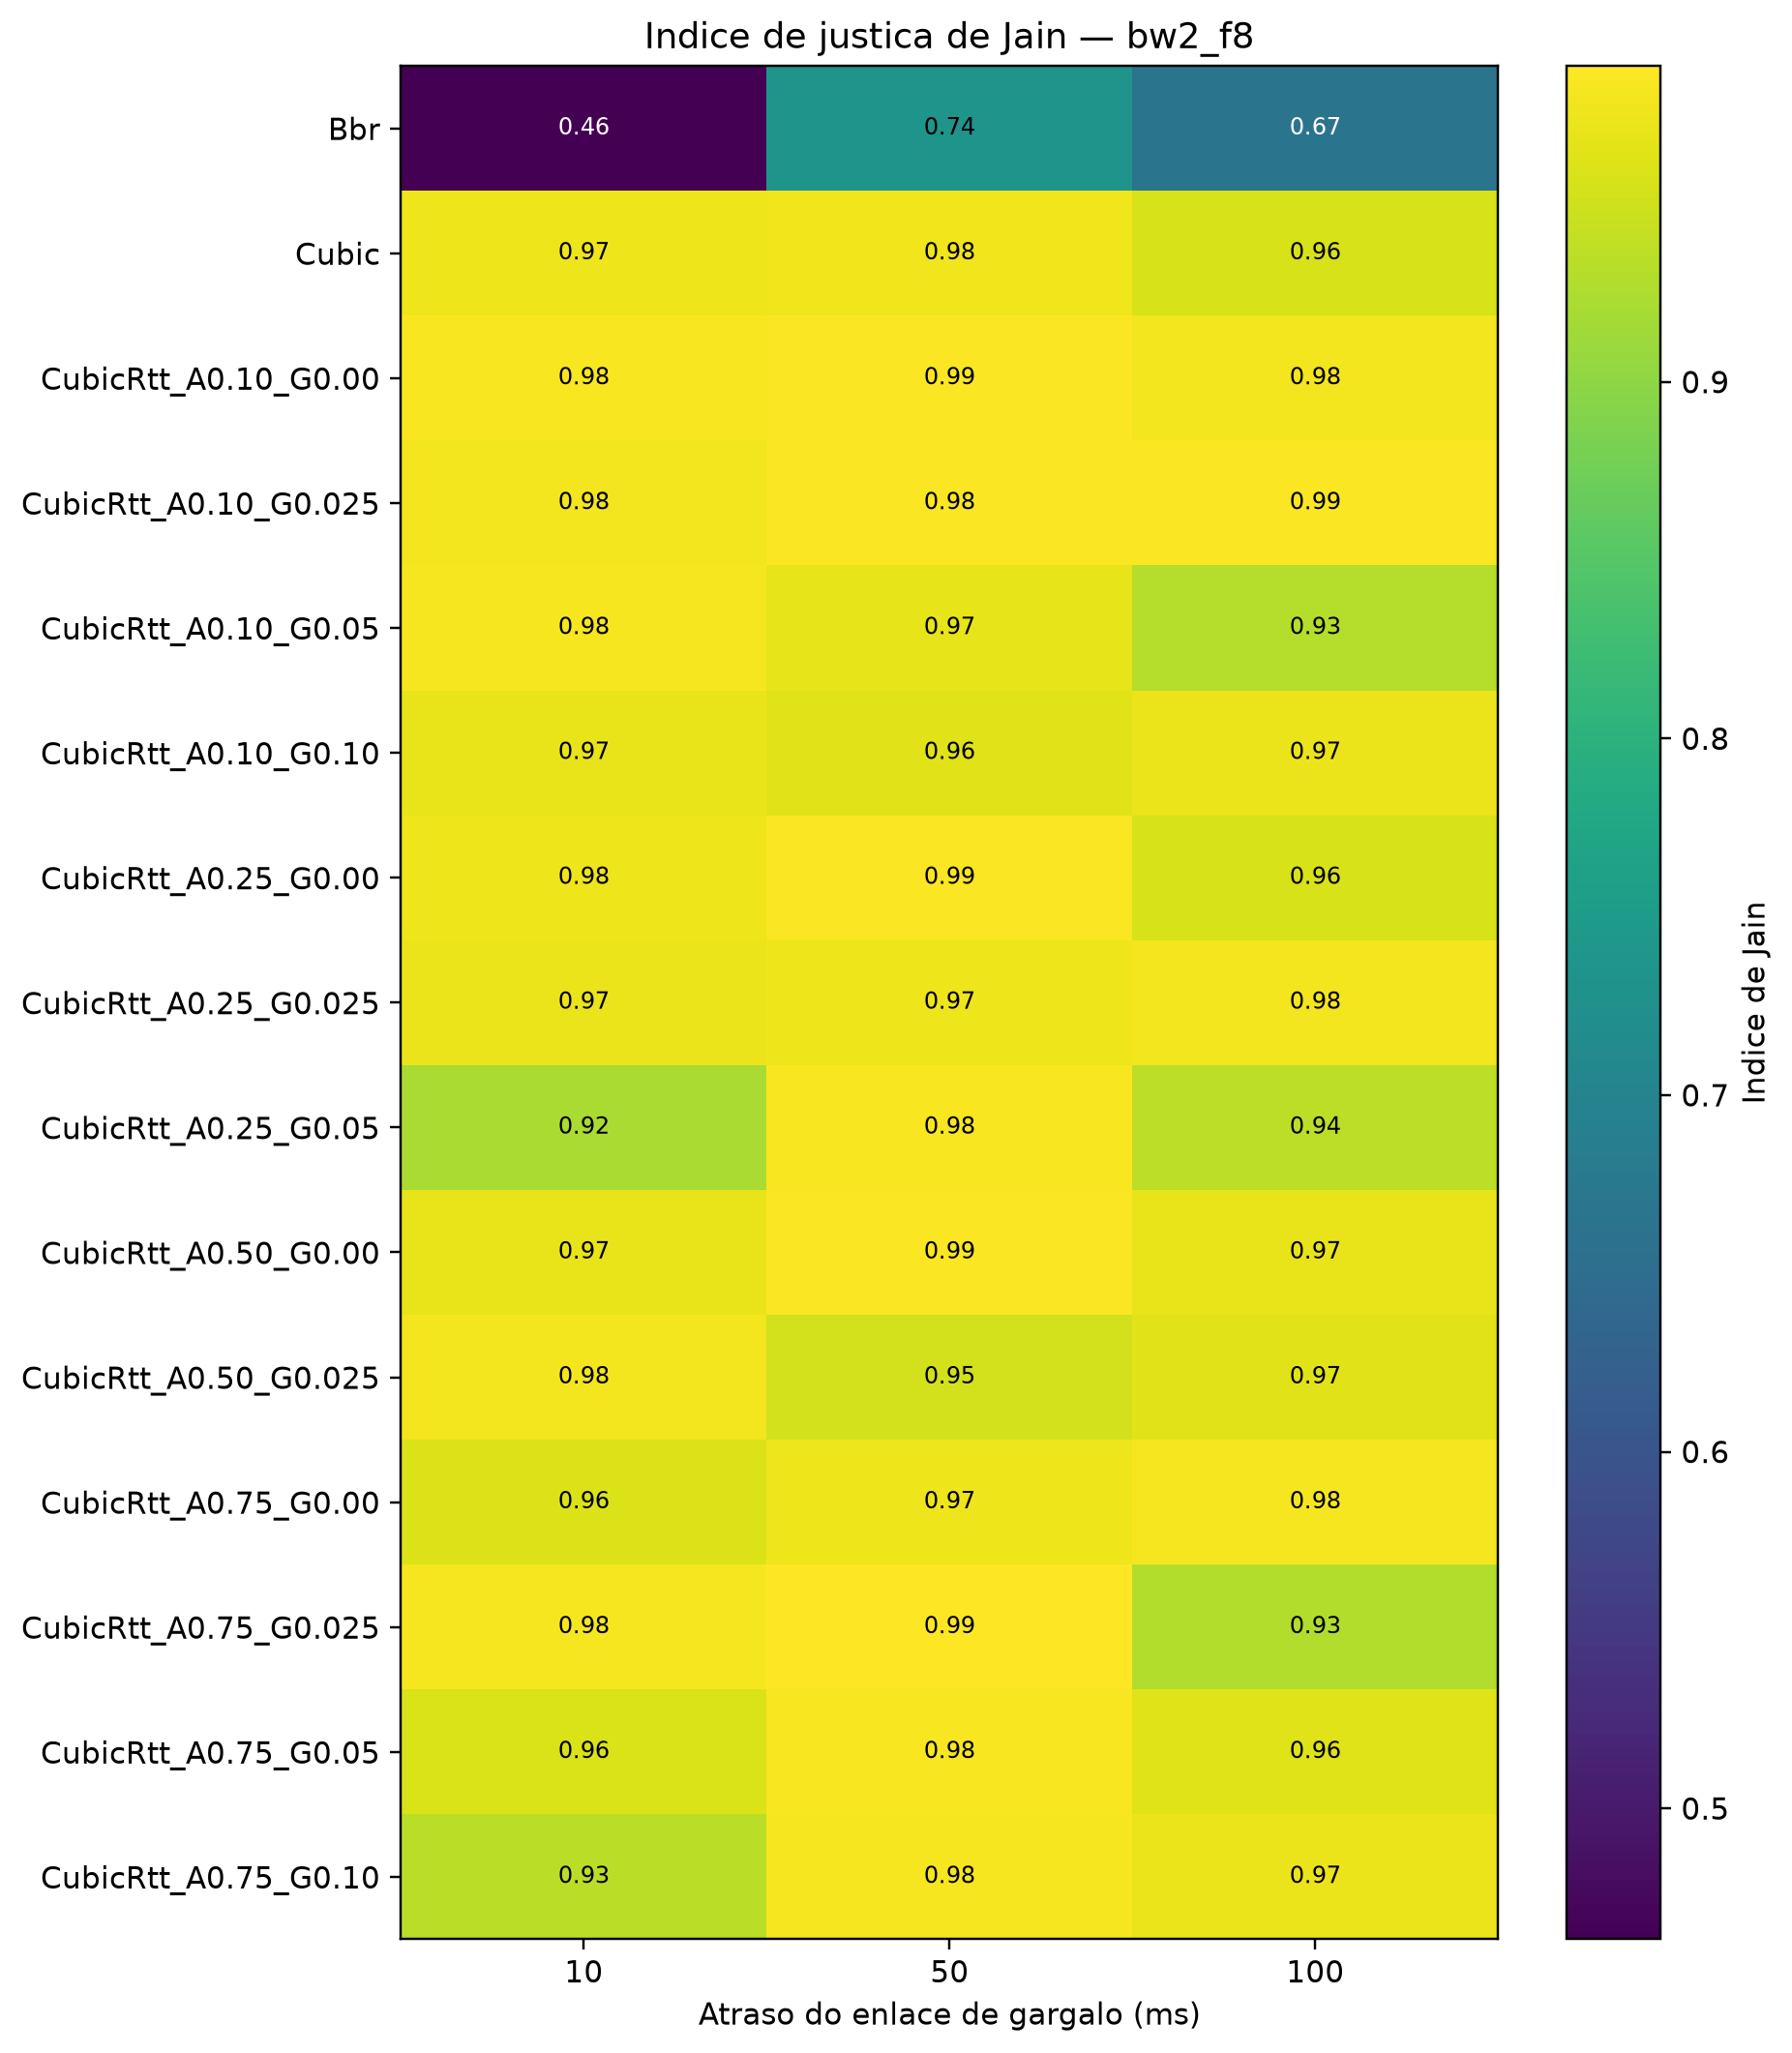 Indice de justica de Jain — bw2_f8
Bbr 0.46 0.74 0.67
Cubic 0.97 0.98 0.96
CubicRtt_A0.10_G0.00 0.98 0.99 0.98
CubicRtt_A0.10_G0.025 0.98 0.98 0.99
CubicRtt_A0.10_G0.05 0.98 0.97 0.93
CubicRtt_A0.10_G0.10 0.97 0.96 0.97
CubicRtt_A0.25_G0.00 0.98 0.99 0.96
CubicRtt_A0.25_G0.025 0.97 0.97 0.98
CubicRtt_A0.25_G0.05 0.92 0.98 0.94
CubicRtt_A0.50_G0.00 0.97 0.99 0.97
CubicRtt_A0.50_G0.025 0.98 0.95 0.97
CubicRtt_A0.75_G0.00 0.96 0.97 0.98
CubicRtt_A0.75_G0.025 0.98 0.99 0.93
CubicRtt_A0.75_G0.05 0.96 0.98 0.96
CubicRtt_A0.75_G0.10 0.93 0.98 0.97
10 50 100
Atraso do enlace de gargalo (ms)
0.9
0.8
0.7
0.6
0.5
Indice de Jain